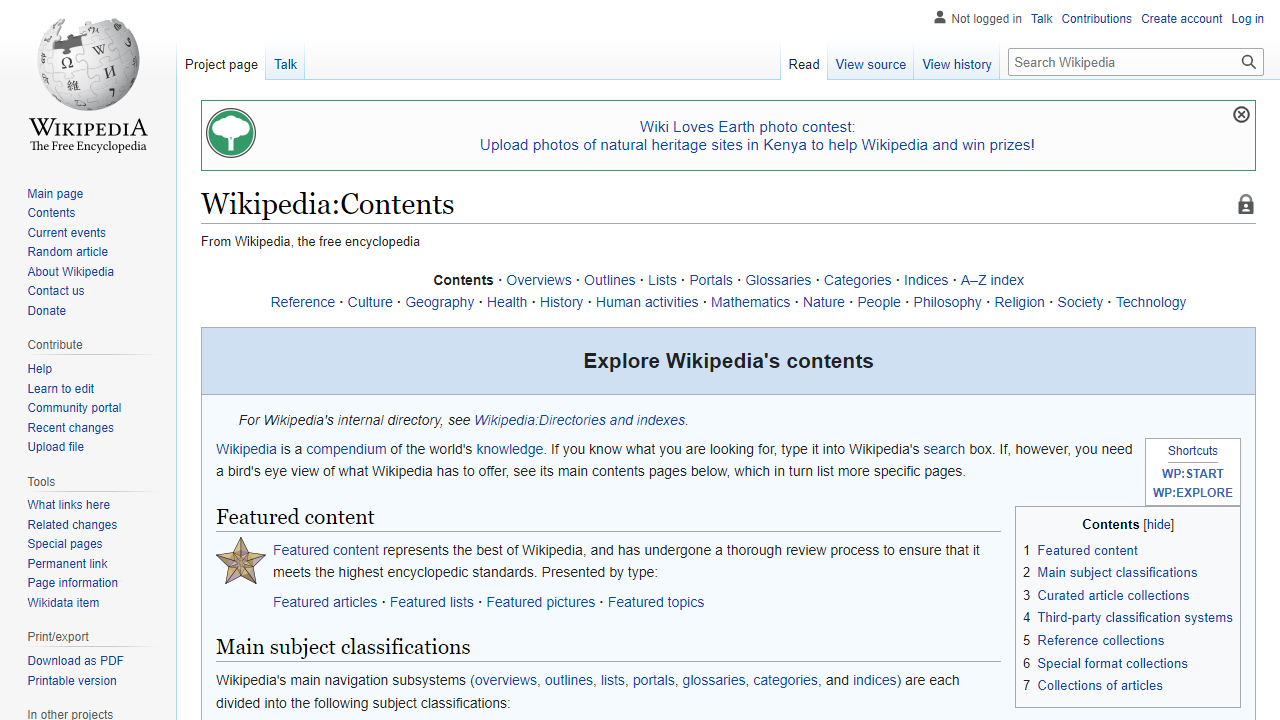 Not logged in Talk Contributions Create account Log in
Project page Talk Read View source View history Search Wikipedia
WIKIPEDIA
The Free Encyclopedia
Main page
Contents
Current events
Random article
About Wikipedia
Contact us
Donate
Contribute
Help
Learn to edit
Community portal
Recent changes
Upload file
Tools
What links here
Related changes
Special pages
Permanent link
Page information
Wikidata item
Print/export
Download as PDF
Printable version
In other projects
Wiki Loves Earth photo contest:
Upload photos of natural heritage sites in Kenya to help Wikipedia and win prizes!
Wikipedia:Contents
From Wikipedia, the free encyclopedia
Contents · Overviews · Outlines · Lists · Portals · Glossaries · Categories · Indices · A–Z index
Reference · Culture · Geography · Health · History · Human activities · Mathematics · Nature · People · Philosophy · Religion · Society · Technology
Explore Wikipedia's contents
For Wikipedia's internal directory, see Wikipedia:Directories and indexes.
Wikipedia is a compendium of the world's knowledge. If you know what you are looking for, type it into Wikipedia's search box. If, however, you need
a bird's eye view of what Wikipedia has to offer, see its main contents pages below, which in turn list more specific pages.
Shortcuts
WP:START
WP:EXPLORE
Featured content
Featured content represents the best of Wikipedia, and has undergone a thorough review process to ensure that it
meets the highest encyclopedic standards. Presented by type:
Featured articles · Featured lists · Featured pictures · Featured topics
Main subject classifications
Wikipedia's main navigation subsystems (overviews, outlines, lists, portals, glossaries, categories, and indices) are each
divided into the following subject classifications:
Contents [hide]
1 Featured content
2 Main subject classifications
3 Curated article collections
4 Third-party classification systems
5 Reference collections
6 Special format collections
7 Collections of articles